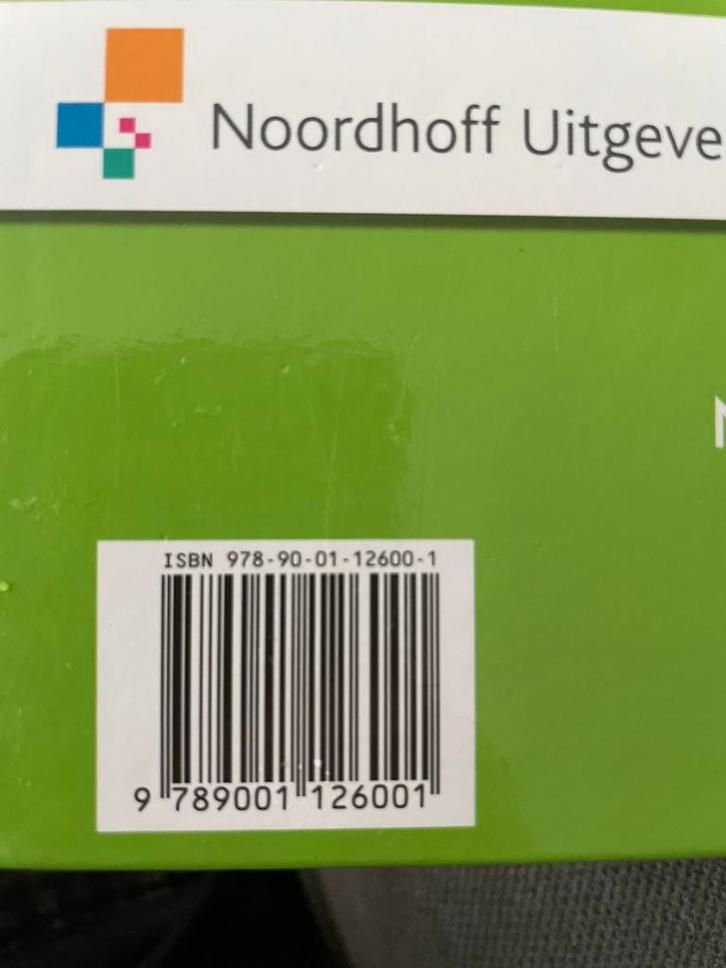 Noordhoff Uitgeve
ISBN 978-90-01-12600-1
9 789001 126001